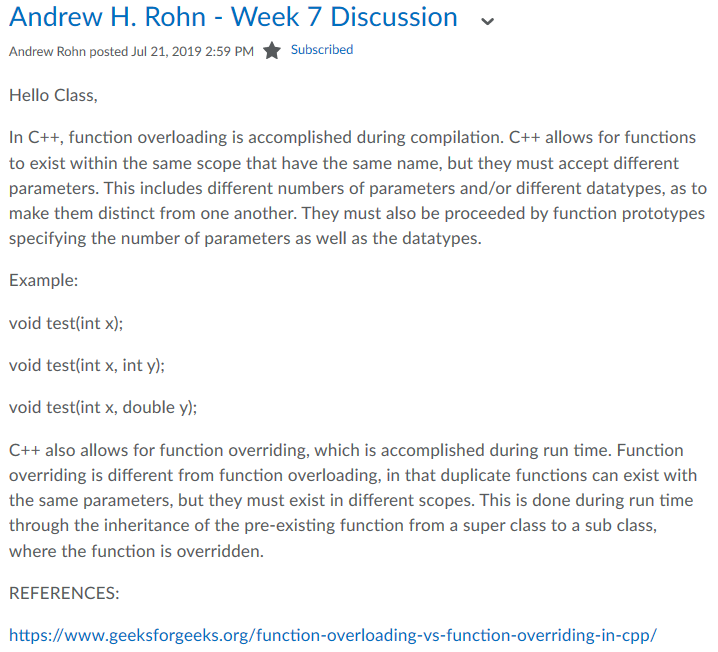 Andrew H. Rohn - Week 7 Discussion
Andrew Rohn posted Jul 21, 2019 2:59 PM ★ Subscribed
Hello Class,
In C++, function overloading is accomplished during compilation. C++ allows for functions
to exist within the same scope that have the same name, but they must accept different
parameters. This includes different numbers of parameters and/or different datatypes, as to
make them distinct from one another. They must also be proceeded by function prototypes
specifying the number of parameters as well as the datatypes.
Example:
void test(int x);
void test(int x, int y);
void test(int x, double y);
C++ also allows for function overriding, which is accomplished during run time. Function
overriding is different from function overloading, in that duplicate functions can exist with
the same parameters, but they must exist in different scopes. This is done during run time
through the inheritance of the pre-existing function from a super class to a sub class,
where the function is overridden.
REFERENCES:
https://www.geeksforgeeks.org/function-overloading-vs-function-overriding-in-cpp/